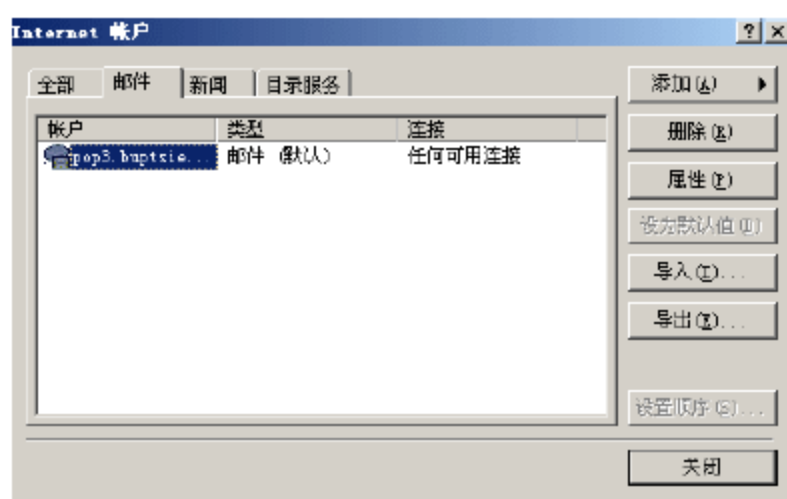 Internet 帐户
全部 邮件 新闻 目录服务
帐户 类型 连接
pop3.buptsie... 邮件 (默认) 任何可用连接
添加(A)
删除(R)
属性(P)
设为默认值(D)
导入(I)...
导出(E)...
设置顺序(S)...
关闭